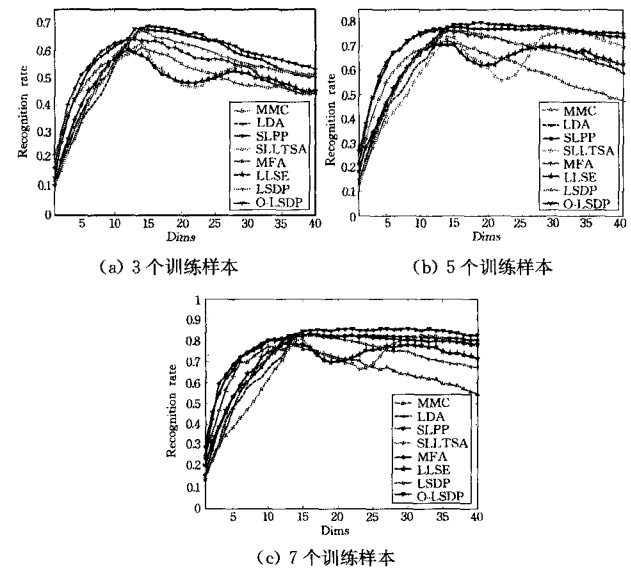 0.7
0.6
0.5
0.4
0.3
0.2
0.1
0
Recognition rate
5 10 15 20 25 30 35 40
Dims
MMC
LDA
SLPP
SLLTSA
MFA
LLSE
LSDP
O-LSDP
(a) 3 个训练样本
0.8
0.7
0.6
0.5
0.4
0.3
0.2
0.1
0
Recognition rate
5 10 15 20 25 30 35 40
Dims
MMC
LDA
SLPP
SLLTSA
MFA
LLSE
LSDP
O-LSDP
(b) 5 个训练样本
1
0.9
0.8
0.7
0.6
0.5
0.4
0.3
0.2
0.1
0
Recognition rate
5 10 15 20 25 30 35 40
Dims
MMC
LDA
SLPP
SLLTSA
MFA
LLSE
LSDP
O-LSDP
(c) 7 个训练样本